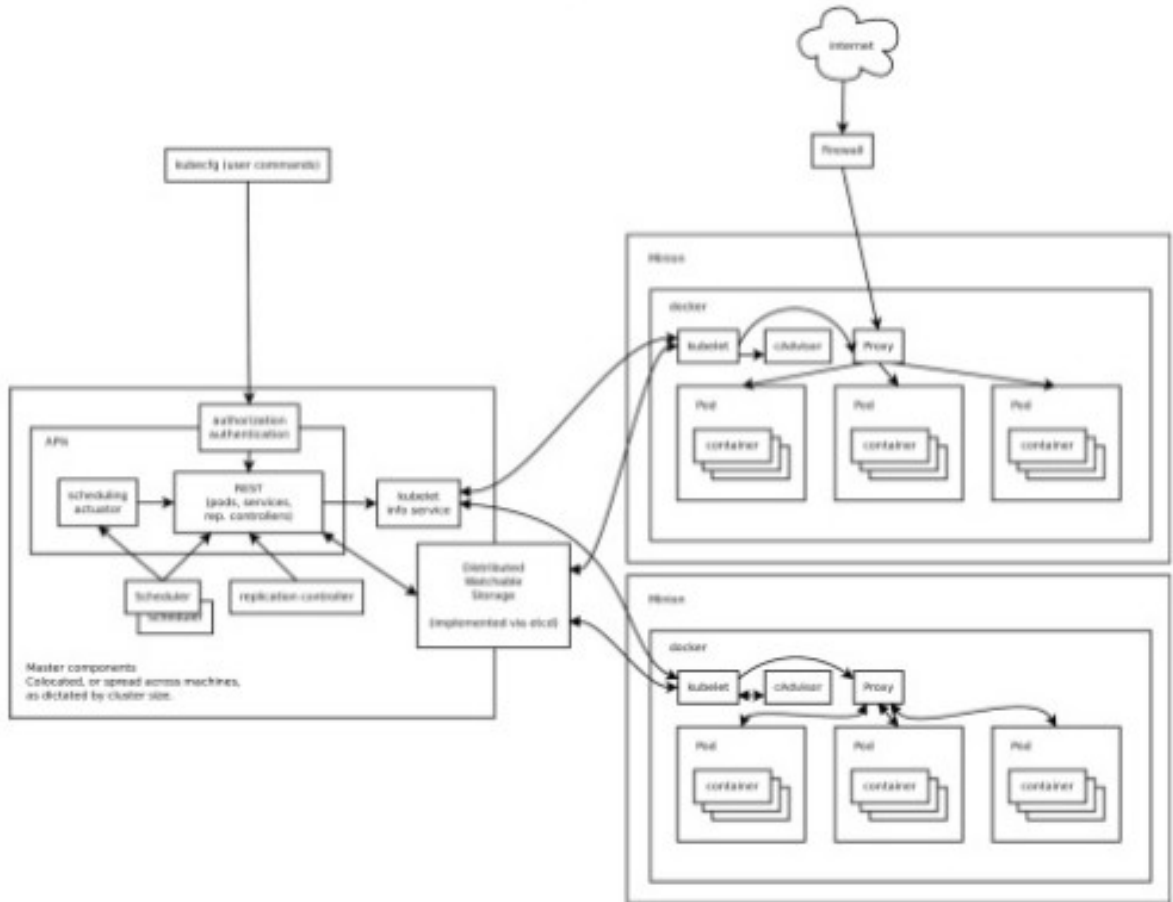 internet
firewall
kubecfg (user commands)
Minion
docker
kubelet
cAdvisor
Proxy
Pod
Pod
Pod
container
container
container
authorization
authentication
APIs
scheduling
actuator
REST
(pods, services,
rep. controllers)
kubelet
info service
Scheduler
Scheduler
replication controller
Distributed
Watchable
Storage
(implemented via etcd)
Master components
Colocated, or spread across machines,
as dictated by cluster size.
Minion
docker
kubelet
cAdvisor
Proxy
Pod
Pod
Pod
container
container
container